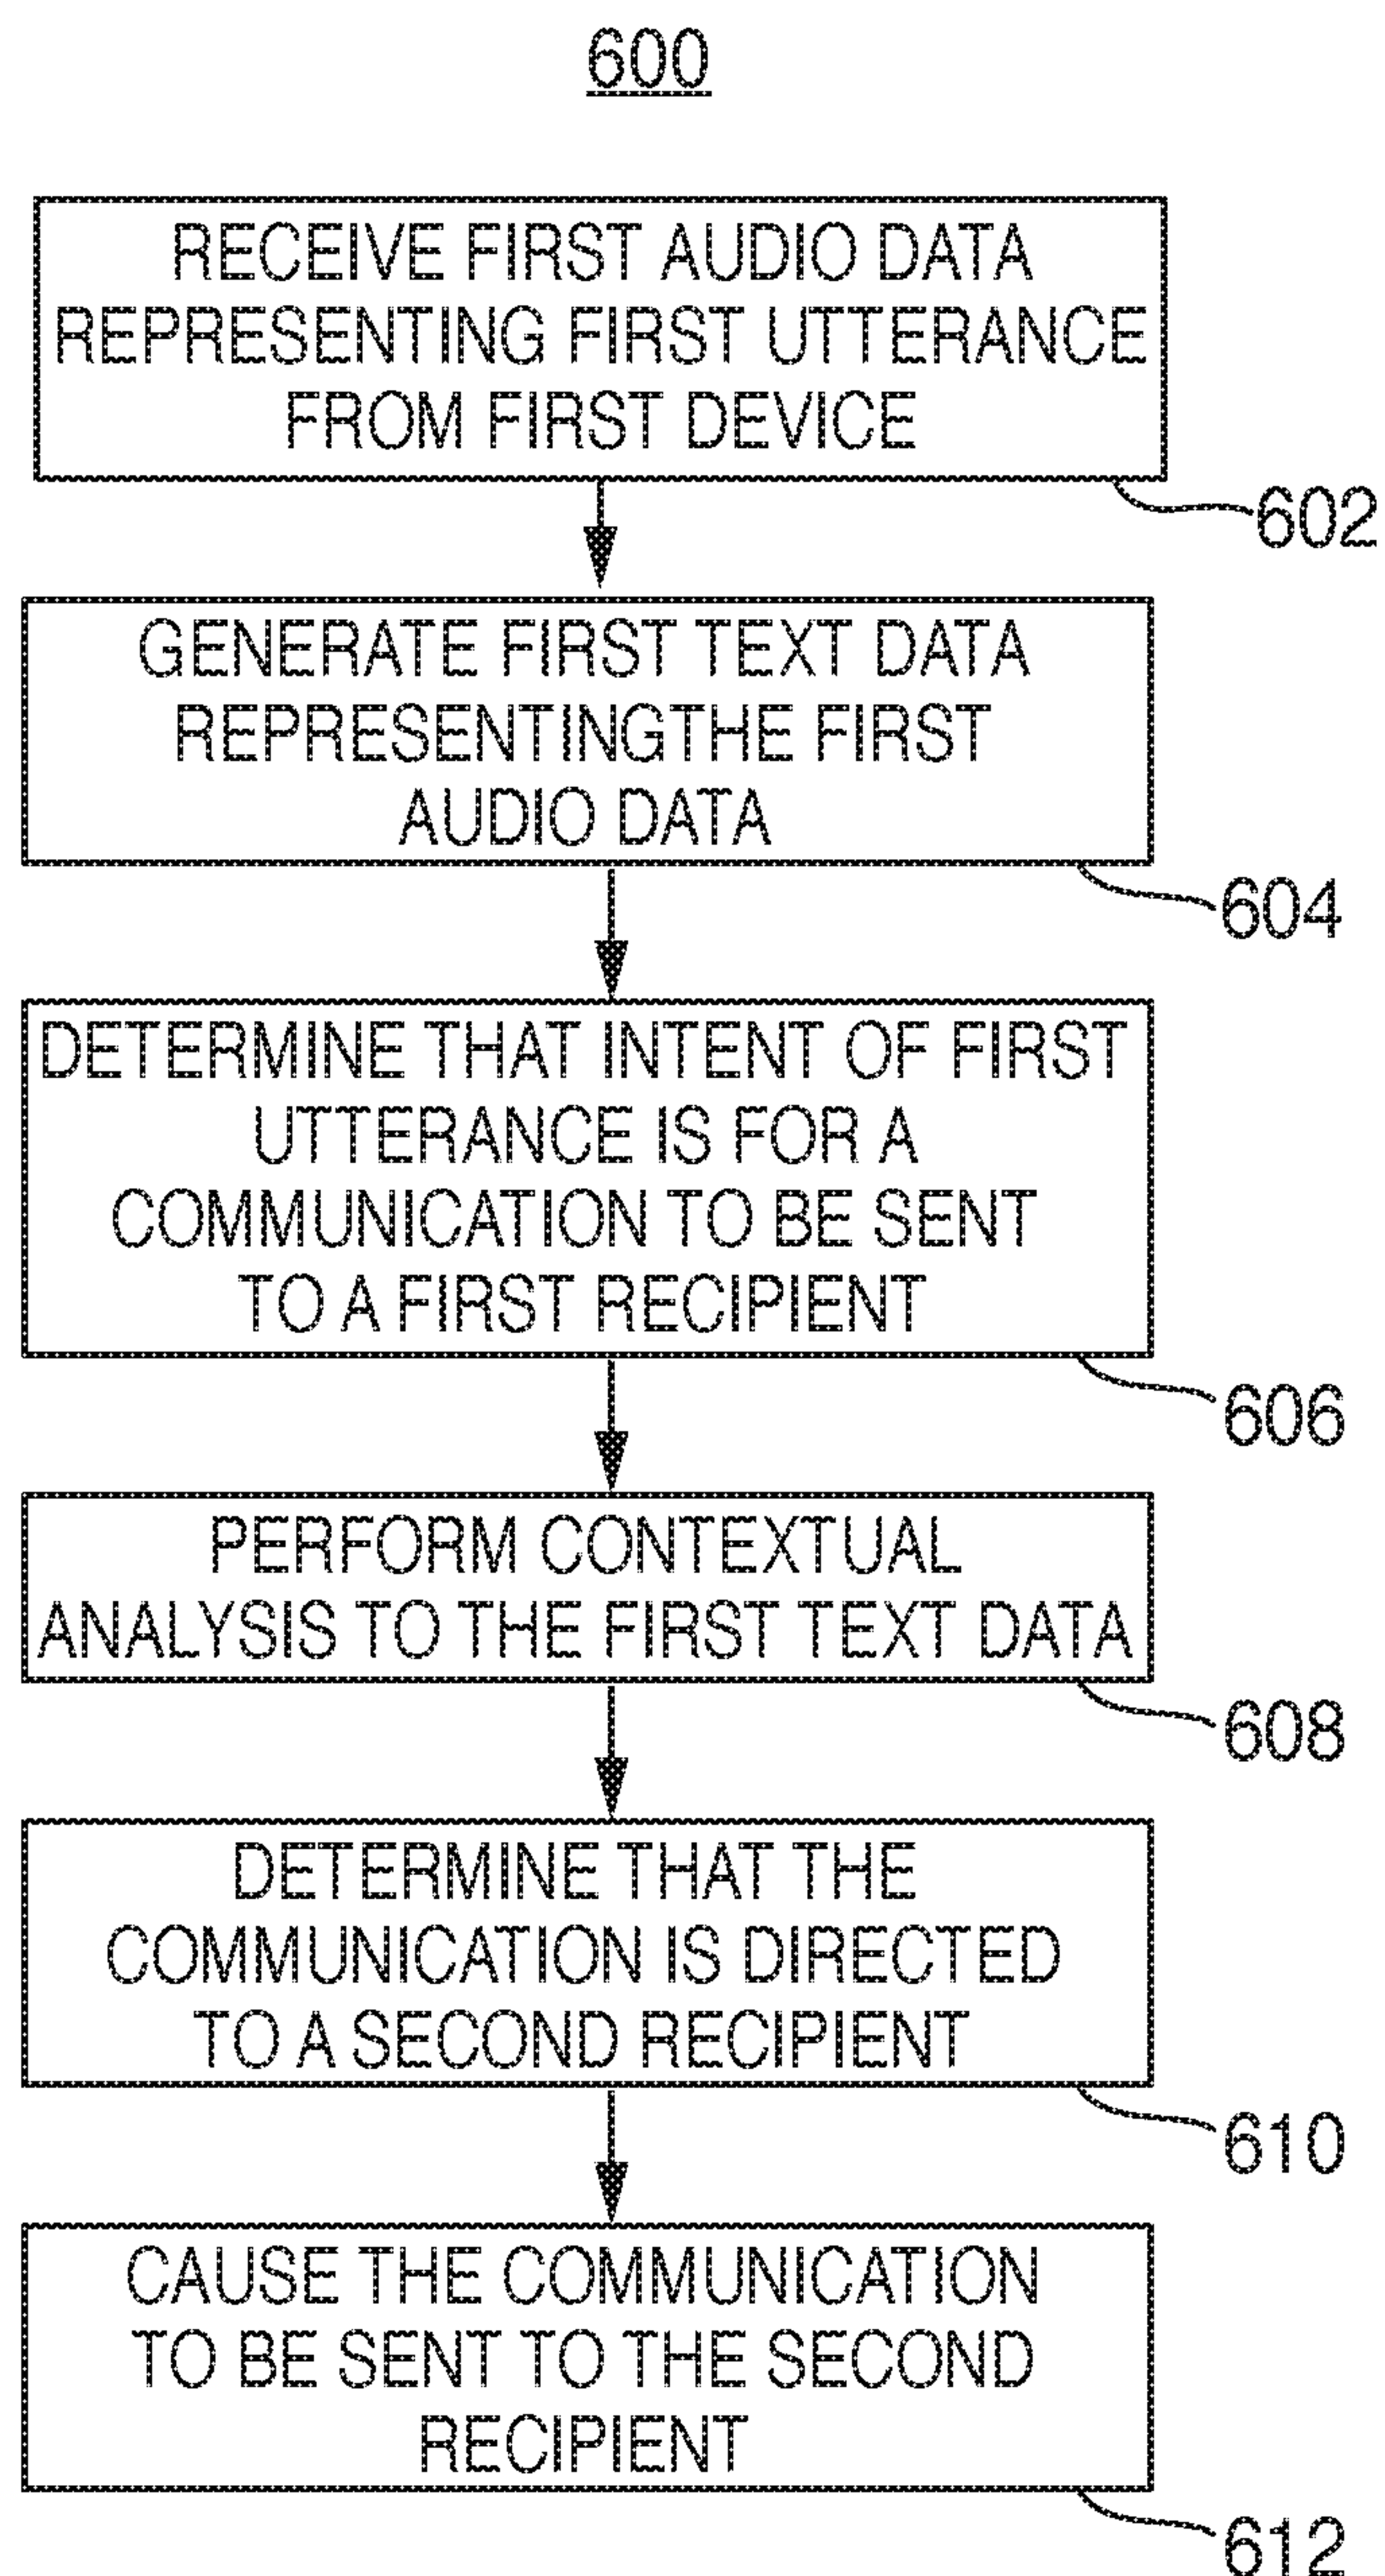 600
RECEIVE FIRST AUDIO DATA
REPRESENTING FIRST UTTERANCE
FROM FIRST DEVICE
602
GENERATE FIRST TEXT DATA
REPRESENTINGTHE FIRST
AUDIO DATA
604
DETERMINE THAT INTENT OF FIRST
UTTERANCE IS FOR A
COMMUNICATION TO BE SENT
TO A FIRST RECIPIENT
606
PERFORM CONTEXTUAL
ANALYSIS TO THE FIRST TEXT DATA
608
DETERMINE THAT THE
COMMUNICATION IS DIRECTED
TO A SECOND RECIPIENT
610
CAUSE THE COMMUNICATION
TO BE SENT TO THE SECOND
RECIPIENT
612